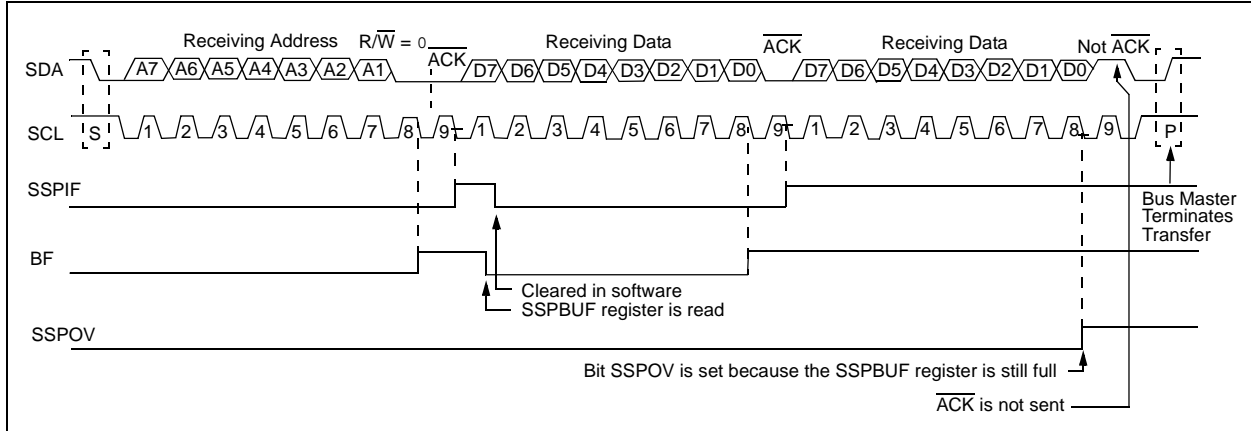 Receiving Address R/W̅ = 0 A̅C̅K̅ Receiving Data A̅C̅K̅ Receiving Data Not A̅C̅K̅
SDA A7 A6 A5 A4 A3 A2 A1 D7 D6 D5 D4 D3 D2 D1 D0 D7 D6 D5 D4 D3 D2 D1 D0
SCL S 1 2 3 4 5 6 7 8 9 1 2 3 4 5 6 7 8 9 1 2 3 4 5 6 7 8 9 P
SSPIF
Bus Master
Terminates
Transfer
BF
Cleared in software
SSPBUF register is read
SSPOV
Bit SSPOV is set because the SSPBUF register is still full
A̅C̅K̅ is not sent